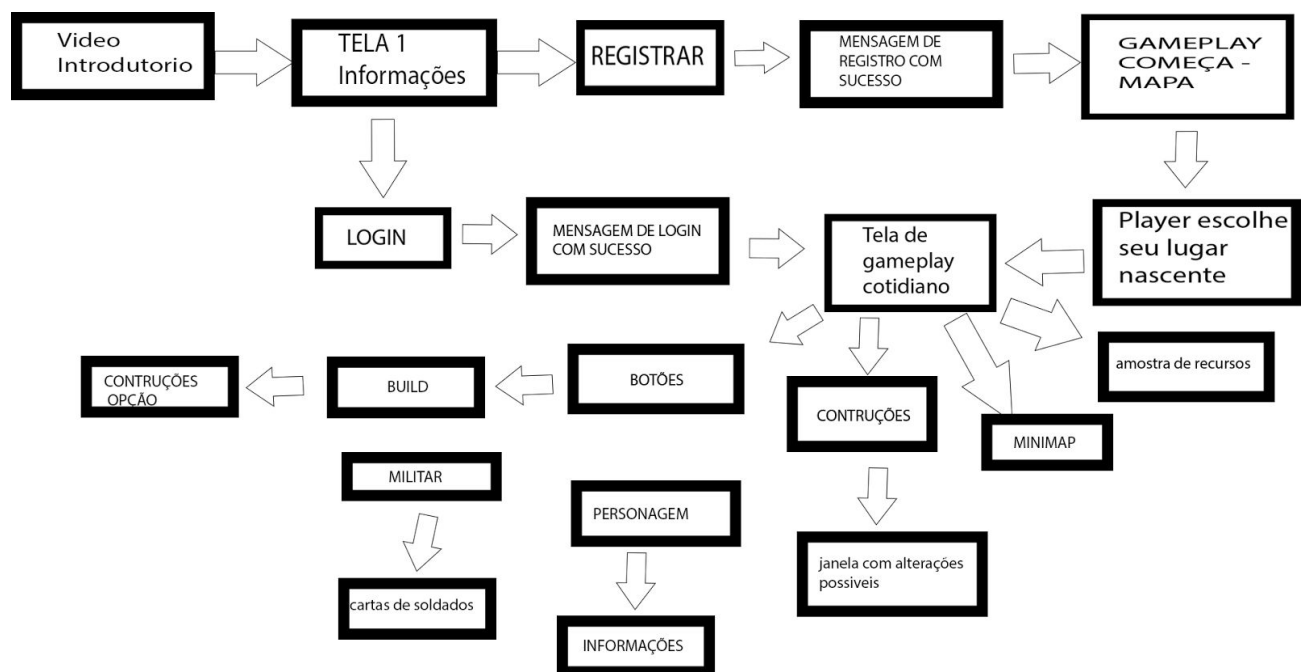 Video
Introdutorio
TELA 1
Informações
REGISTRAR
MENSAGEM DE
REGISTRO COM
SUCESSO
GAMEPLAY
COMEÇA -
MAPA
LOGIN
MENSAGEM DE LOGIN
COM SUCESSO
Tela de
gameplay
cotidiano
Player escolhe
seu lugar
nascente
CONTRUÇÕES
OPÇÃO
BUILD
BOTÕES
CONTRUÇÕES
MINIMAP
amostra de recursos
MILITAR
PERSONAGEM
cartas de soldados
INFORMAÇÕES
janela com alterações
possiveis